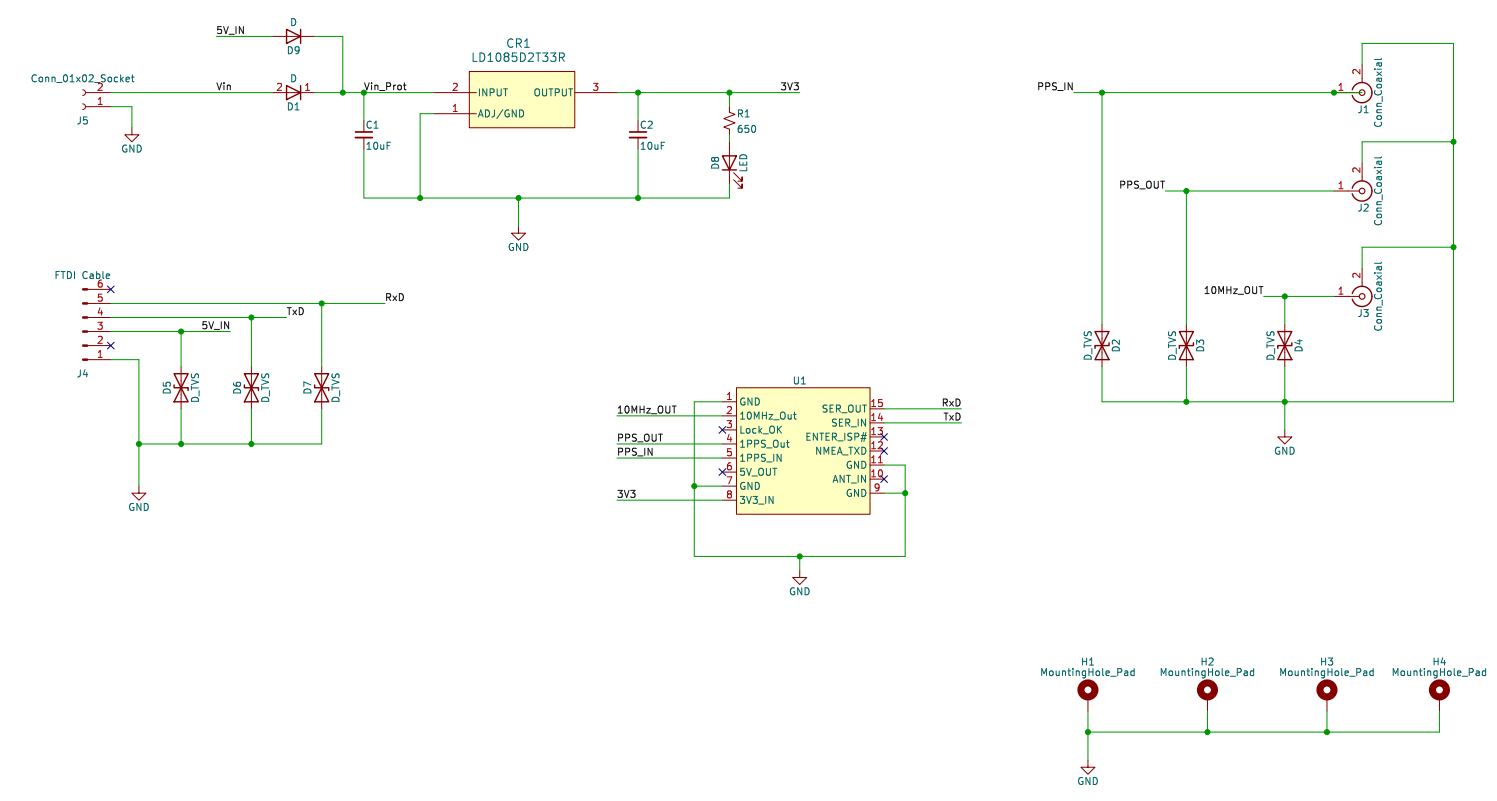 5V_IN
D
D9
Conn_01x02_Socket
2
1
J5
GND
Vin
D
2
1
D1
Vin_Prot
CR1
LD1085D2T33R
2
INPUT
OUTPUT
3
1
ADJ/GND
3V3
C1
10uF
C2
10uF
R1
650
D8
LED
GND
PPS_IN
1
2
J1
Conn_Coaxial
PPS_OUT
1
2
J2
Conn_Coaxial
10MHz_OUT
1
2
J3
Conn_Coaxial
D_TVS
D2
D_TVS
D3
D_TVS
D4
GND
FTDI Cable
6
5
RxD
4
TxD
3
5V_IN
2
1
J4
D5
D_TVS
D6
D_TVS
D7
D_TVS
GND
U1
1
GND
10MHz_OUT
2
10MHz_Out
3
Lock_OK
PPS_OUT
4
1PPS_Out
PPS_IN
5
1PPS_IN
6
5V_OUT
7
GND
3V3
8
3V3_IN
SER_OUT
15
RxD
SER_IN
14
TxD
ENTER_ISP#
13
NMEA_TXD
12
GND
11
ANT_IN
10
GND
9
GND
H1
MountingHole_Pad
H2
MountingHole_Pad
H3
MountingHole_Pad
H4
MountingHole_Pad
GND